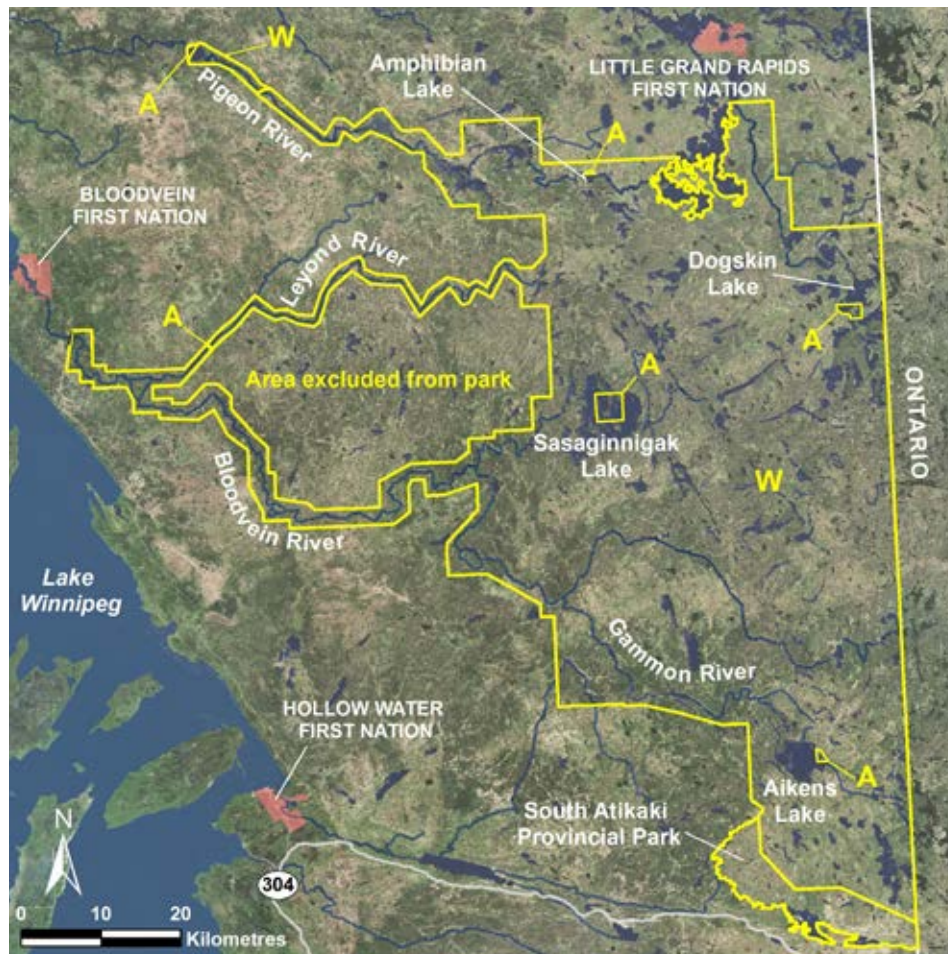 W
A
Pigeon River
Amphibian
Lake
A
LITTLE GRAND RAPIDS
FIRST NATION
BLOODVEIN
FIRST NATION
Leyond River
A
Dogskin
Lake
A
Area excluded from park
A
Sasaginnigak
Lake
ONTARIO
W
Bloodvein River
Lake
Winnipeg
Gammon River
HOLLOW WATER
FIRST NATION
A
Aikens
Lake
South Atikaki
Provincial Park
N
304
0 10 20
Kilometres